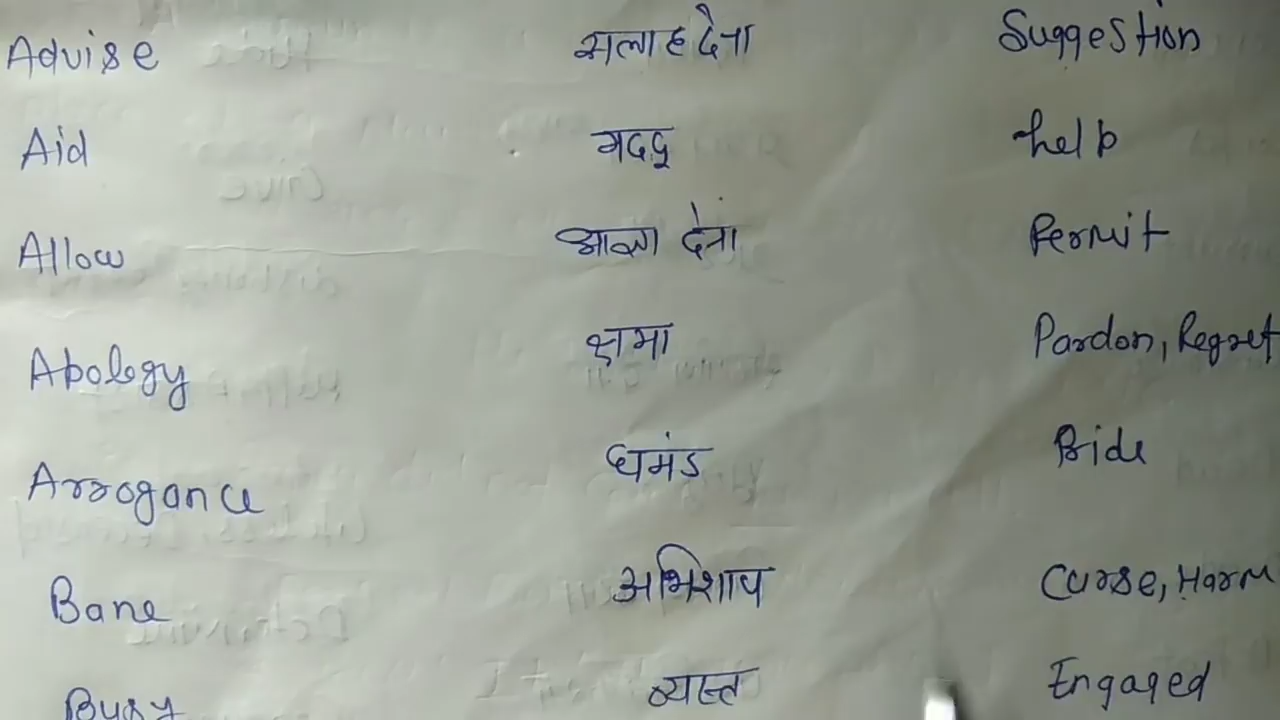 Advise सलाह देना Suggestion
Aid मदद help
Allow आज्ञा देना Permit
Apology क्षमा Pardon, Regret
Arrogance घमंड Pride
Bane अभिशाप Curse, Harm
Busy व्यस्त Engaged